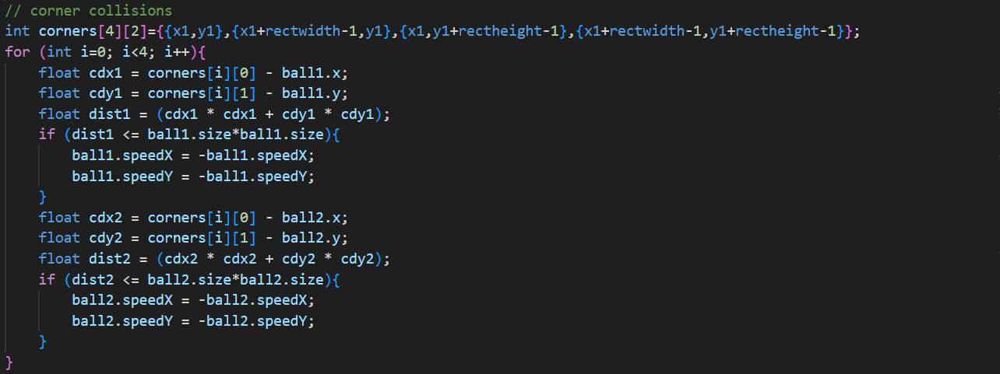 // corner collisions
int corners[4][2]={{x1,y1},{x1+rectwidth-1,y1},{x1,y1+rectheight-1},{x1+rectwidth-1,y1+rectheight-1}};
for (int i=0; i<4; i++){
    float cdx1 = corners[i][0] - ball1.x;
    float cdy1 = corners[i][1] - ball1.y;
    float dist1 = (cdx1 * cdx1 + cdy1 * cdy1);
    if (dist1 <= ball1.size*ball1.size){
        ball1.speedX = -ball1.speedX;
        ball1.speedY = -ball1.speedY;
    }
    float cdx2 = corners[i][0] - ball2.x;
    float cdy2 = corners[i][1] - ball2.y;
    float dist2 = (cdx2 * cdx2 + cdy2 * cdy2);
    if (dist2 <= ball2.size*ball2.size){
        ball2.speedX = -ball2.speedX;
        ball2.speedY = -ball2.speedY;
    }
}